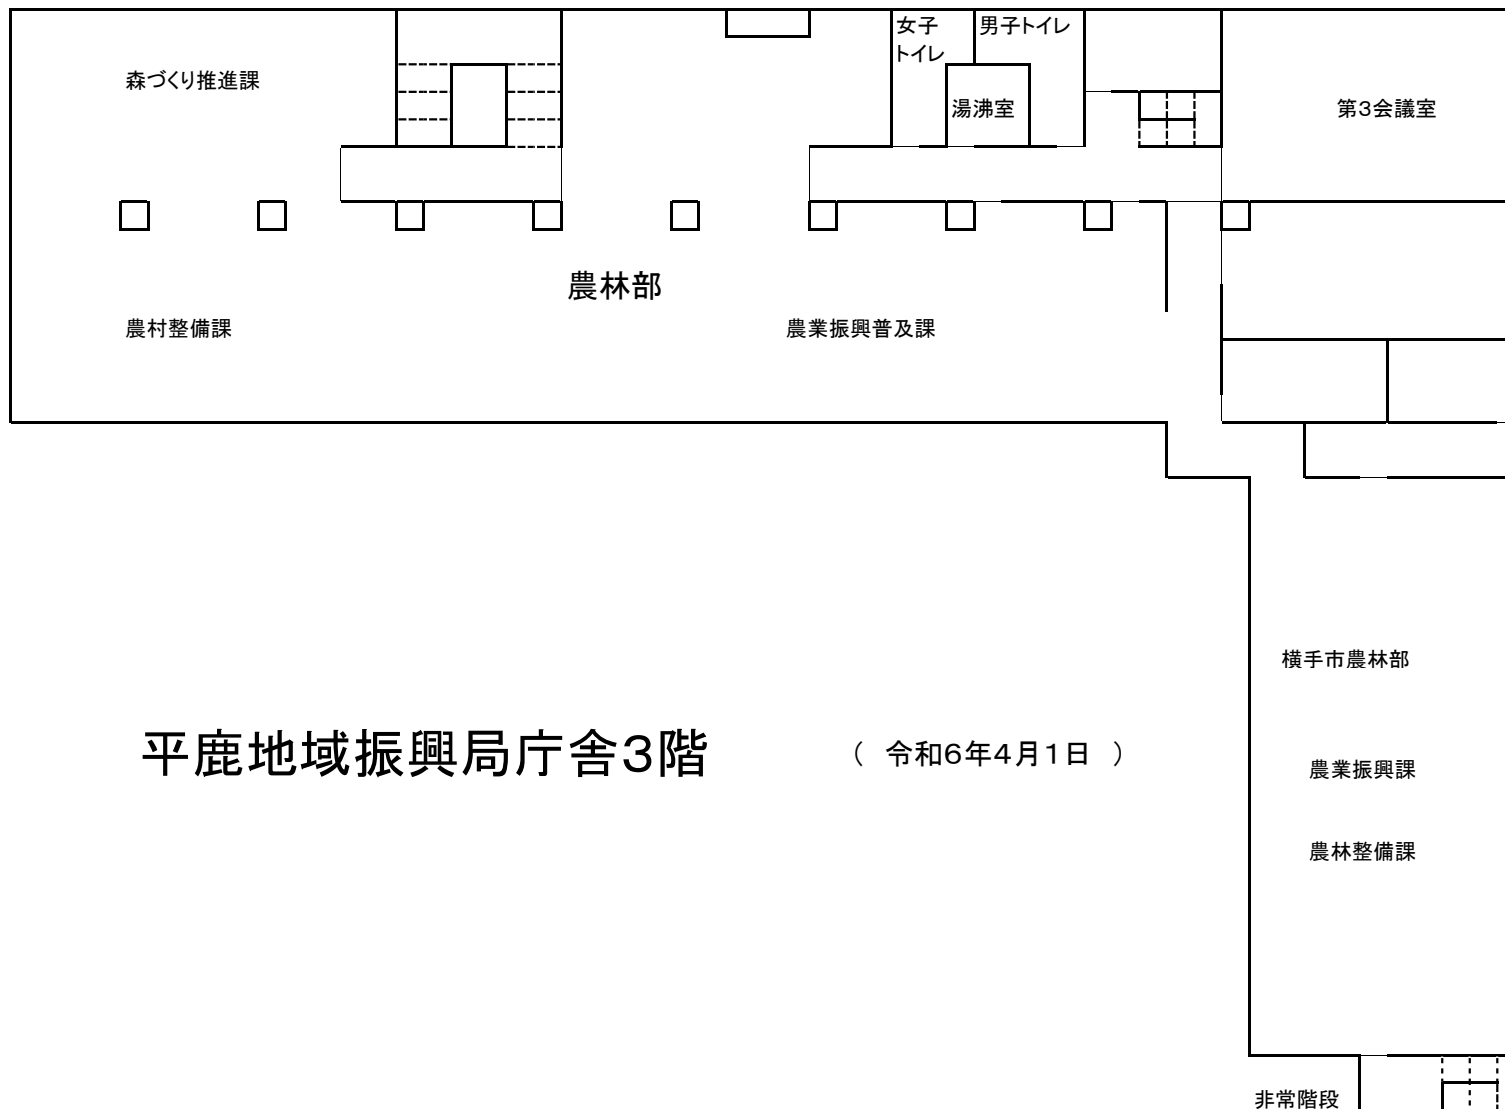 女子
トイレ
男子トイレ
森づくり推進課
湯沸室
第3会議室
農林部
農村整備課
農業振興普及課
横手市農林部
平鹿地域振興局庁舎3階
（　令和6年4月1日　）
農業振興課
農林整備課
非常階段